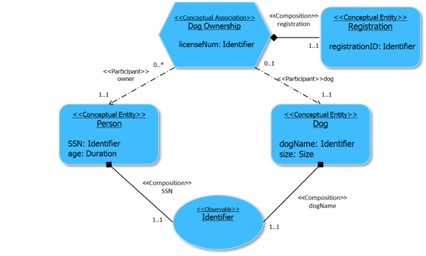 <<Conceptual Association>>
Dog Ownership
licenseNum: Identifier
<<Composition>>
registration
1..1
<<Conceptual Entity>>
Registration
registrationID: Identifier
0..*
0..1
<<Participant>>
owner
<<Participant>>dog
1..1
1..1
<<Conceptual Entity>>
Person
SSN: Identifier
age: Duration
<<Conceptual Entity>>
Dog
dogName: Identifier
size: Size
<<Composition>>
SSN
<<Composition>>
dogName
1..1
1..1
<<Observable>>
Identifier